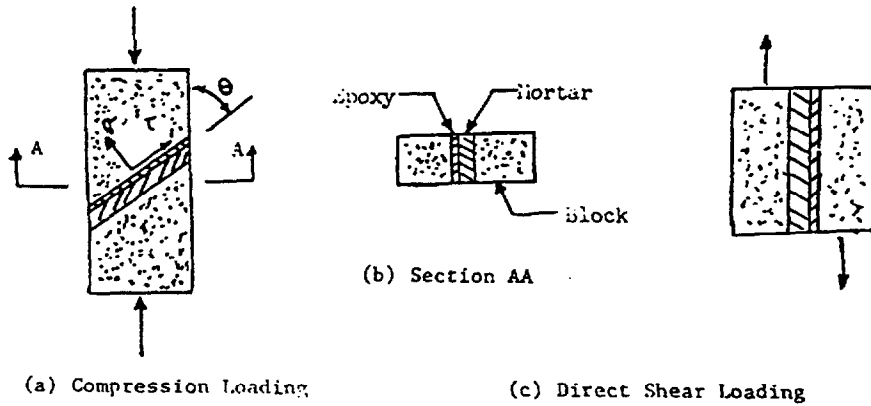 θ
σ τ
A A
Epoxy Mortar
Block
(b) Section AA
(a) Compression Loading
(c) Direct Shear Loading